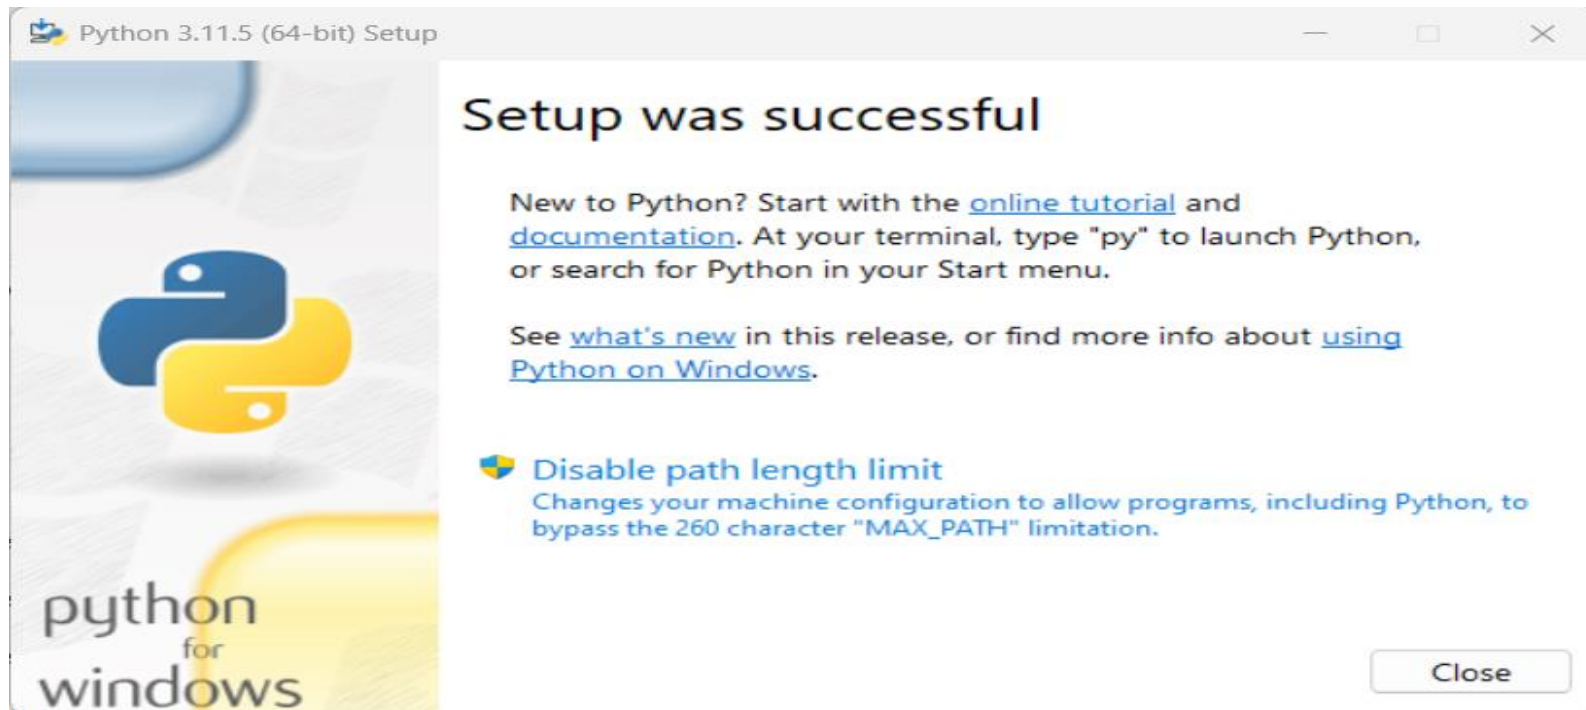 Python 3.11.5 (64-bit) Setup
Setup was successful
New to Python? Start with the online tutorial and
documentation. At your terminal, type "py" to launch Python,
or search for Python in your Start menu.
See what's new in this release, or find more info about using
Python on Windows.
Disable path length limit
Changes your machine configuration to allow programs, including Python, to
bypass the 260 character "MAX_PATH" limitation.
python
for
windows
Close